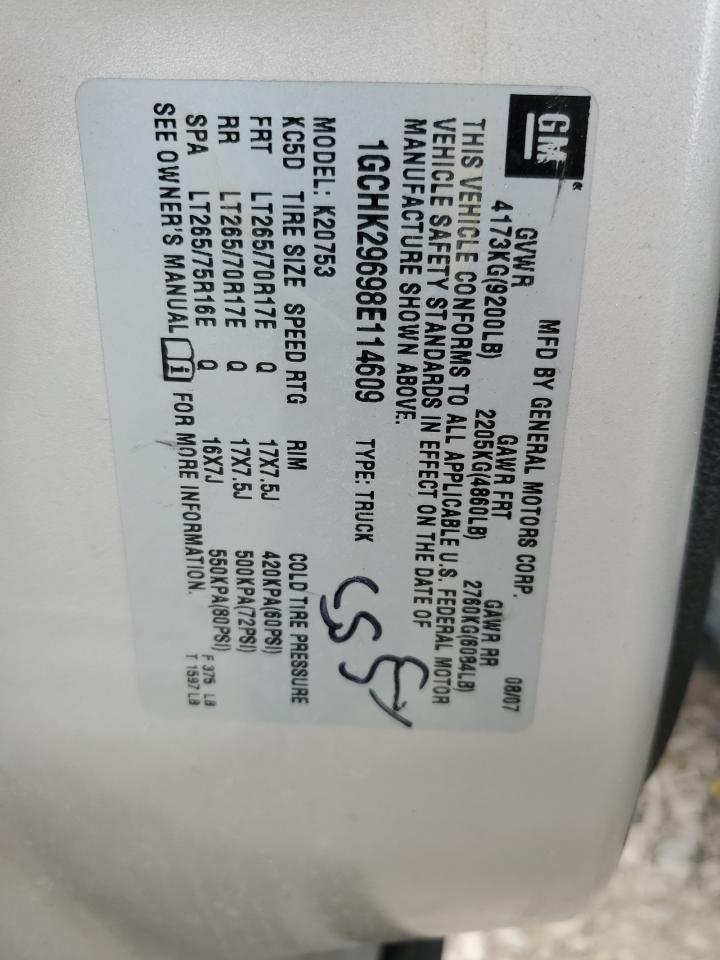 GM®
MFD BY GENERAL MOTORS CORP. 08/07
GVWR GAWR FRT GAWR RR
4173KG(9200LB) 2205KG(4860LB) 2760KG(6084LB)
THIS VEHICLE CONFORMS TO ALL APPLICABLE U.S. FEDERAL MOTOR
VEHICLE SAFETY STANDARDS IN EFFECT ON THE DATE OF
MANUFACTURE SHOWN ABOVE.
1GCHK29698E114609 TYPE: TRUCK
MODEL: K20753
KC5D TIRE SIZE SPEED RTG RIM COLD TIRE PRESSURE
FRT LT265/70R17E Q 17X7.5J 420KPA(60PSI)
RR LT265/70R17E Q 17X7.5J 500KPA(72PSI)
SPA LT265/75R16E Q 16X7J 550KPA(80PSI)
SEE OWNER'S MANUAL FOR MORE INFORMATION.
F 375 LB
T 1597 LB